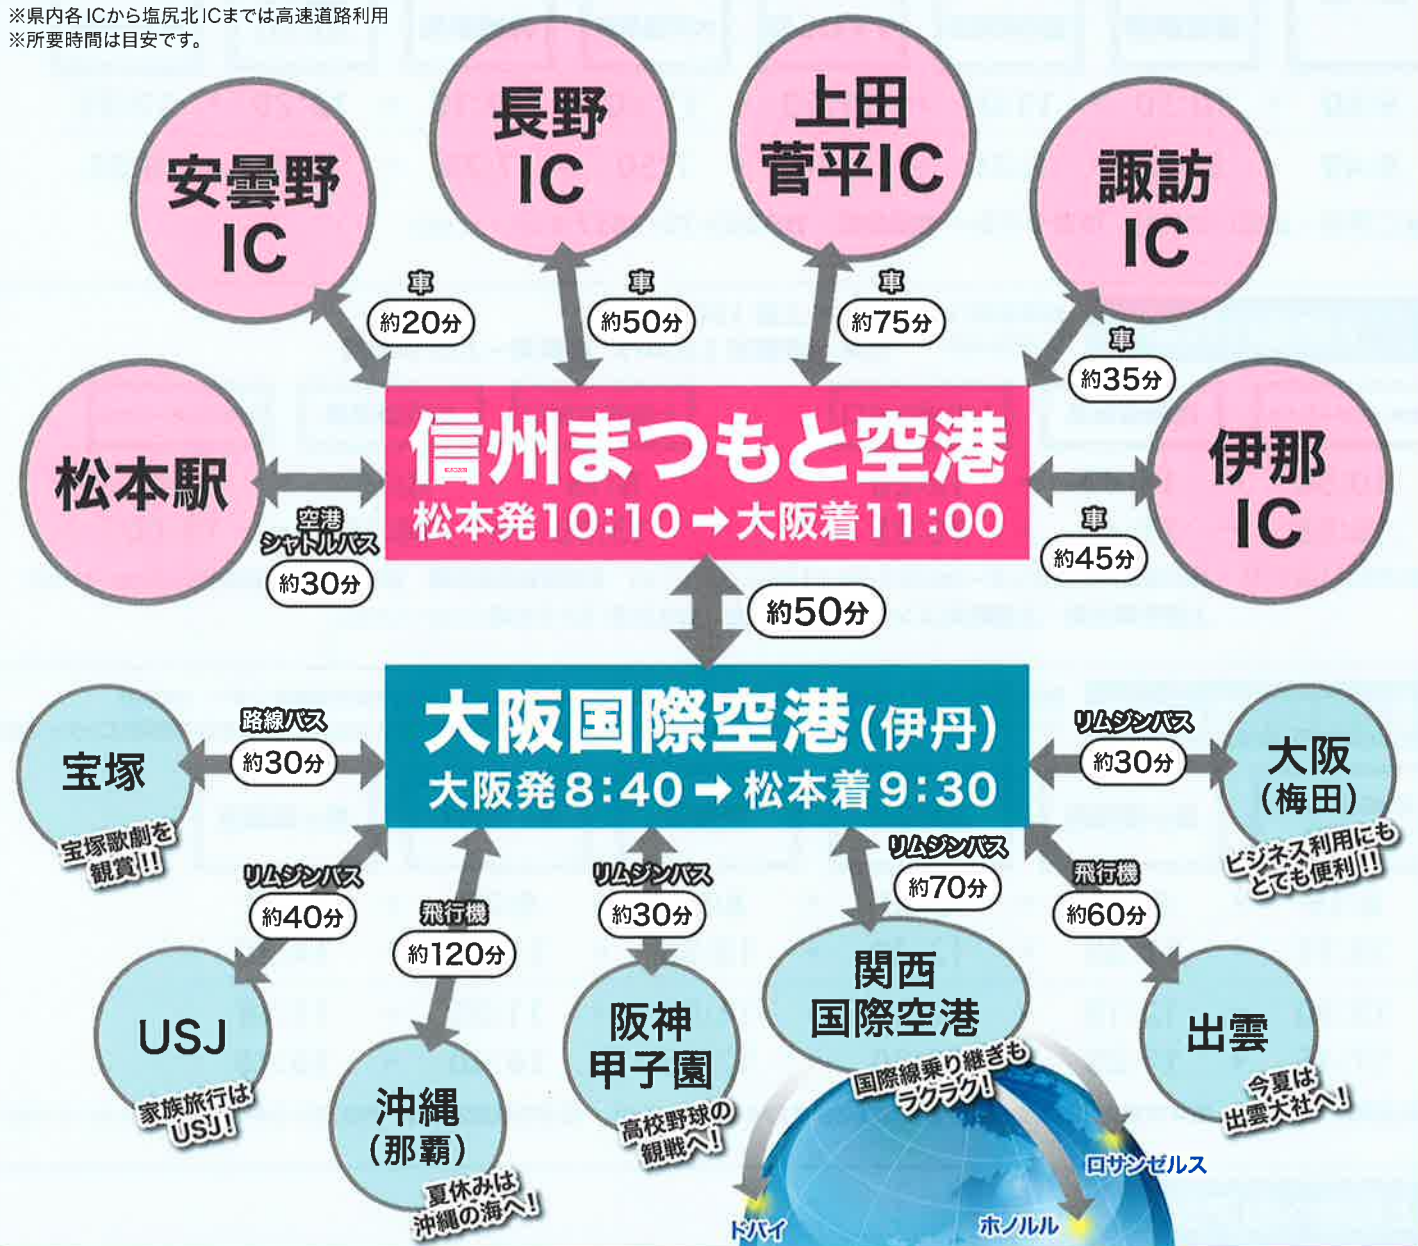 ※県内各ICから塩尻北ICまでは高速道路利用
※所要時間は目安です。
安曇野
IC
長野
IC
上田
菅平IC
諏訪
IC
車
約20分
車
約50分
車
約75分
車
約35分
松本駅
空港
シャトルバス
約30分
信州まつもと空港
松本発10:10➡大阪着11:00
伊那
IC
車
約45分
約50分
大阪国際空港(伊丹)
大阪発8:40➡松本着9:30
宝塚
路線バス
約30分
宝塚歌劇を
観賞!!
リムジンバス
約30分
大阪
(梅田)
ビジネス利用にも
とても便利!!
リムジンバス
約40分
USJ
家族旅行は
USJ!
飛行機
約120分
沖縄
(那覇)
夏休みは
沖縄の海へ!
リムジンバス
約30分
阪神
甲子園
高校野球の
観戦へ!
リムジンバス
約70分
関西
国際空港
国際線乗り継ぎも
ラクラク!
飛行機
約60分
出雲
今夏は
出雲大社へ!
ドバイ
ホノルル
ロサンゼルス